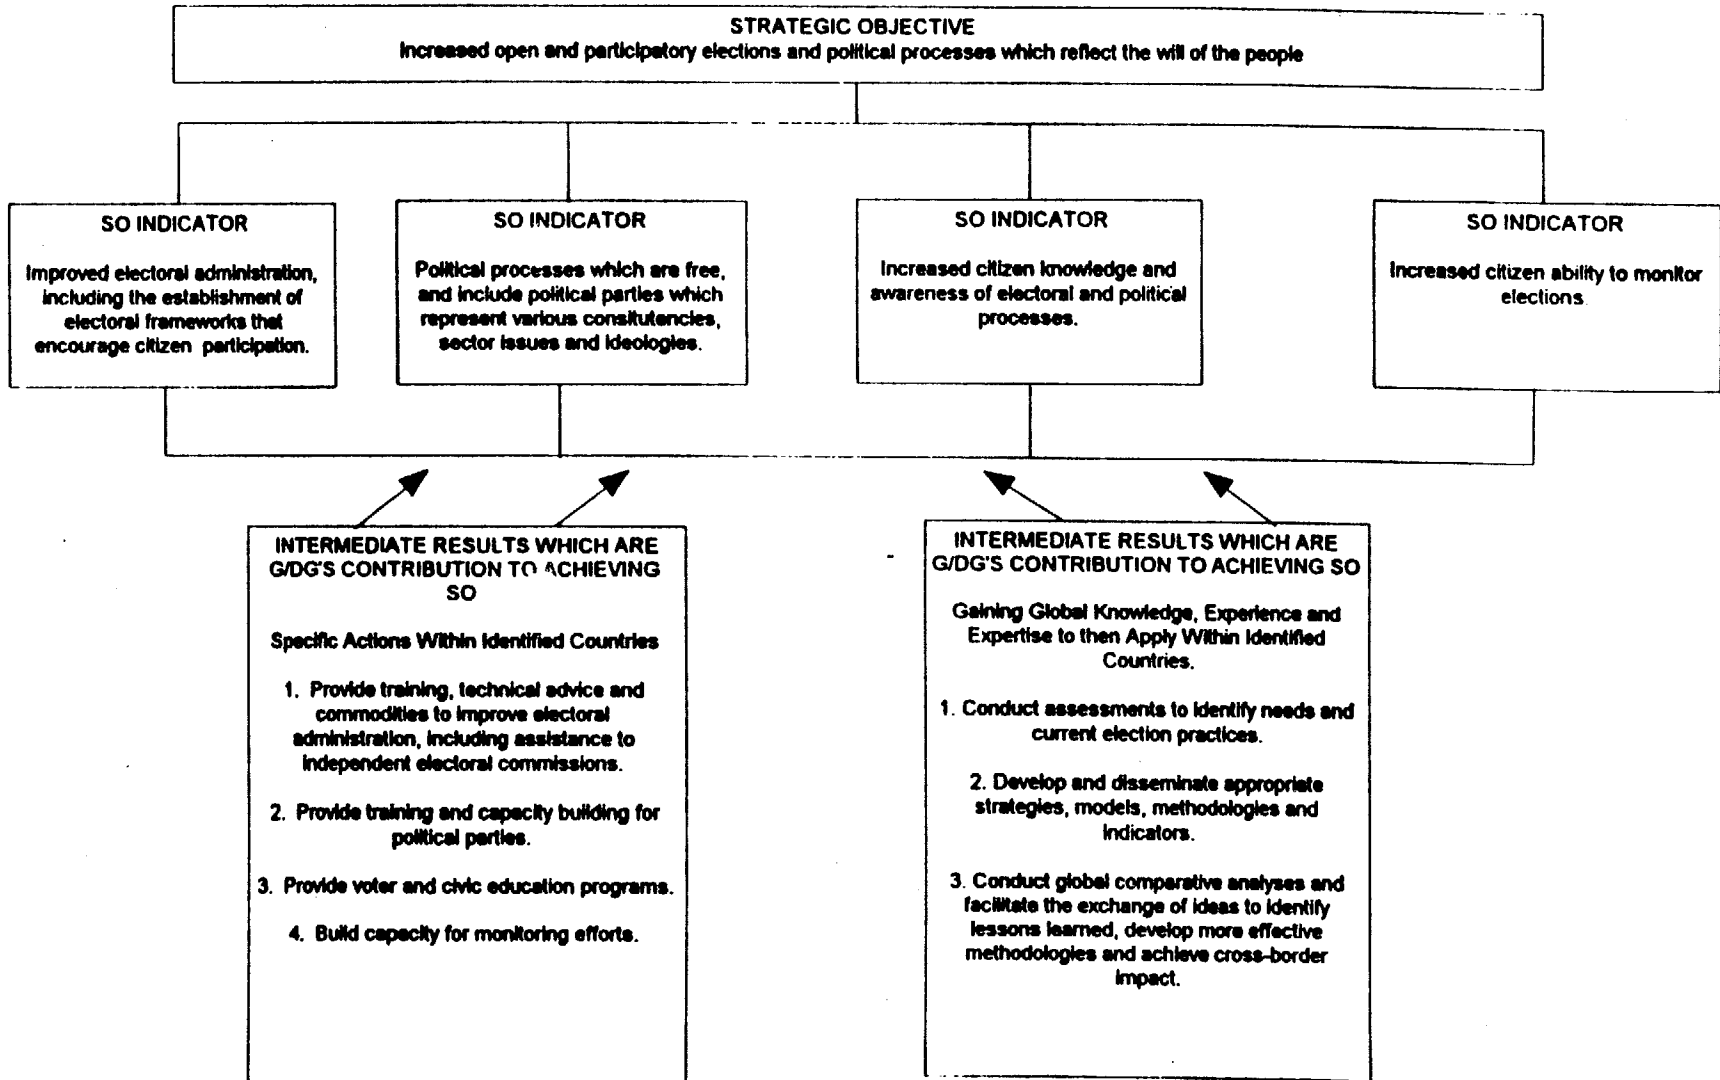 STRATEGIC OBJECTIVE
Increased open and participatory elections and political processes which reflect the will of the people
SO INDICATOR
Improved electoral administration,
including the establishment of
electoral frameworks that
encourage citizen participation.
SO INDICATOR
Political processes which are free,
and include political parties which
represent various consitutencies,
sector issues and ideologies.
SO INDICATOR
Increased citizen knowledge and
awareness of electoral and political
processes.
SO INDICATOR
Increased citizen ability to monitor
elections.
INTERMEDIATE RESULTS WHICH ARE
G/DG'S CONTRIBUTION TO ACHIEVING
SO
Specific Actions Within Identified Countries
1. Provide training, technical advice and
commodities to improve electoral
administration, including assistance to
independent electoral commissions.
2. Provide training and capacity building for
political parties.
3. Provide voter and civic education programs.
4. Build capacity for monitoring efforts.
INTERMEDIATE RESULTS WHICH ARE
G/DG'S CONTRIBUTION TO ACHIEVING SO
Gaining Global Knowledge, Experience and
Expertise to then Apply Within Identified
Countries.
1. Conduct assessments to identify needs and
current election practices.
2. Develop and disseminate appropriate
strategies, models, methodologies and
indicators.
3. Conduct global comparative analyses and
facilitate the exchange of ideas to identify
lessons learned, develop more effective
methodologies and achieve cross-border
impact.